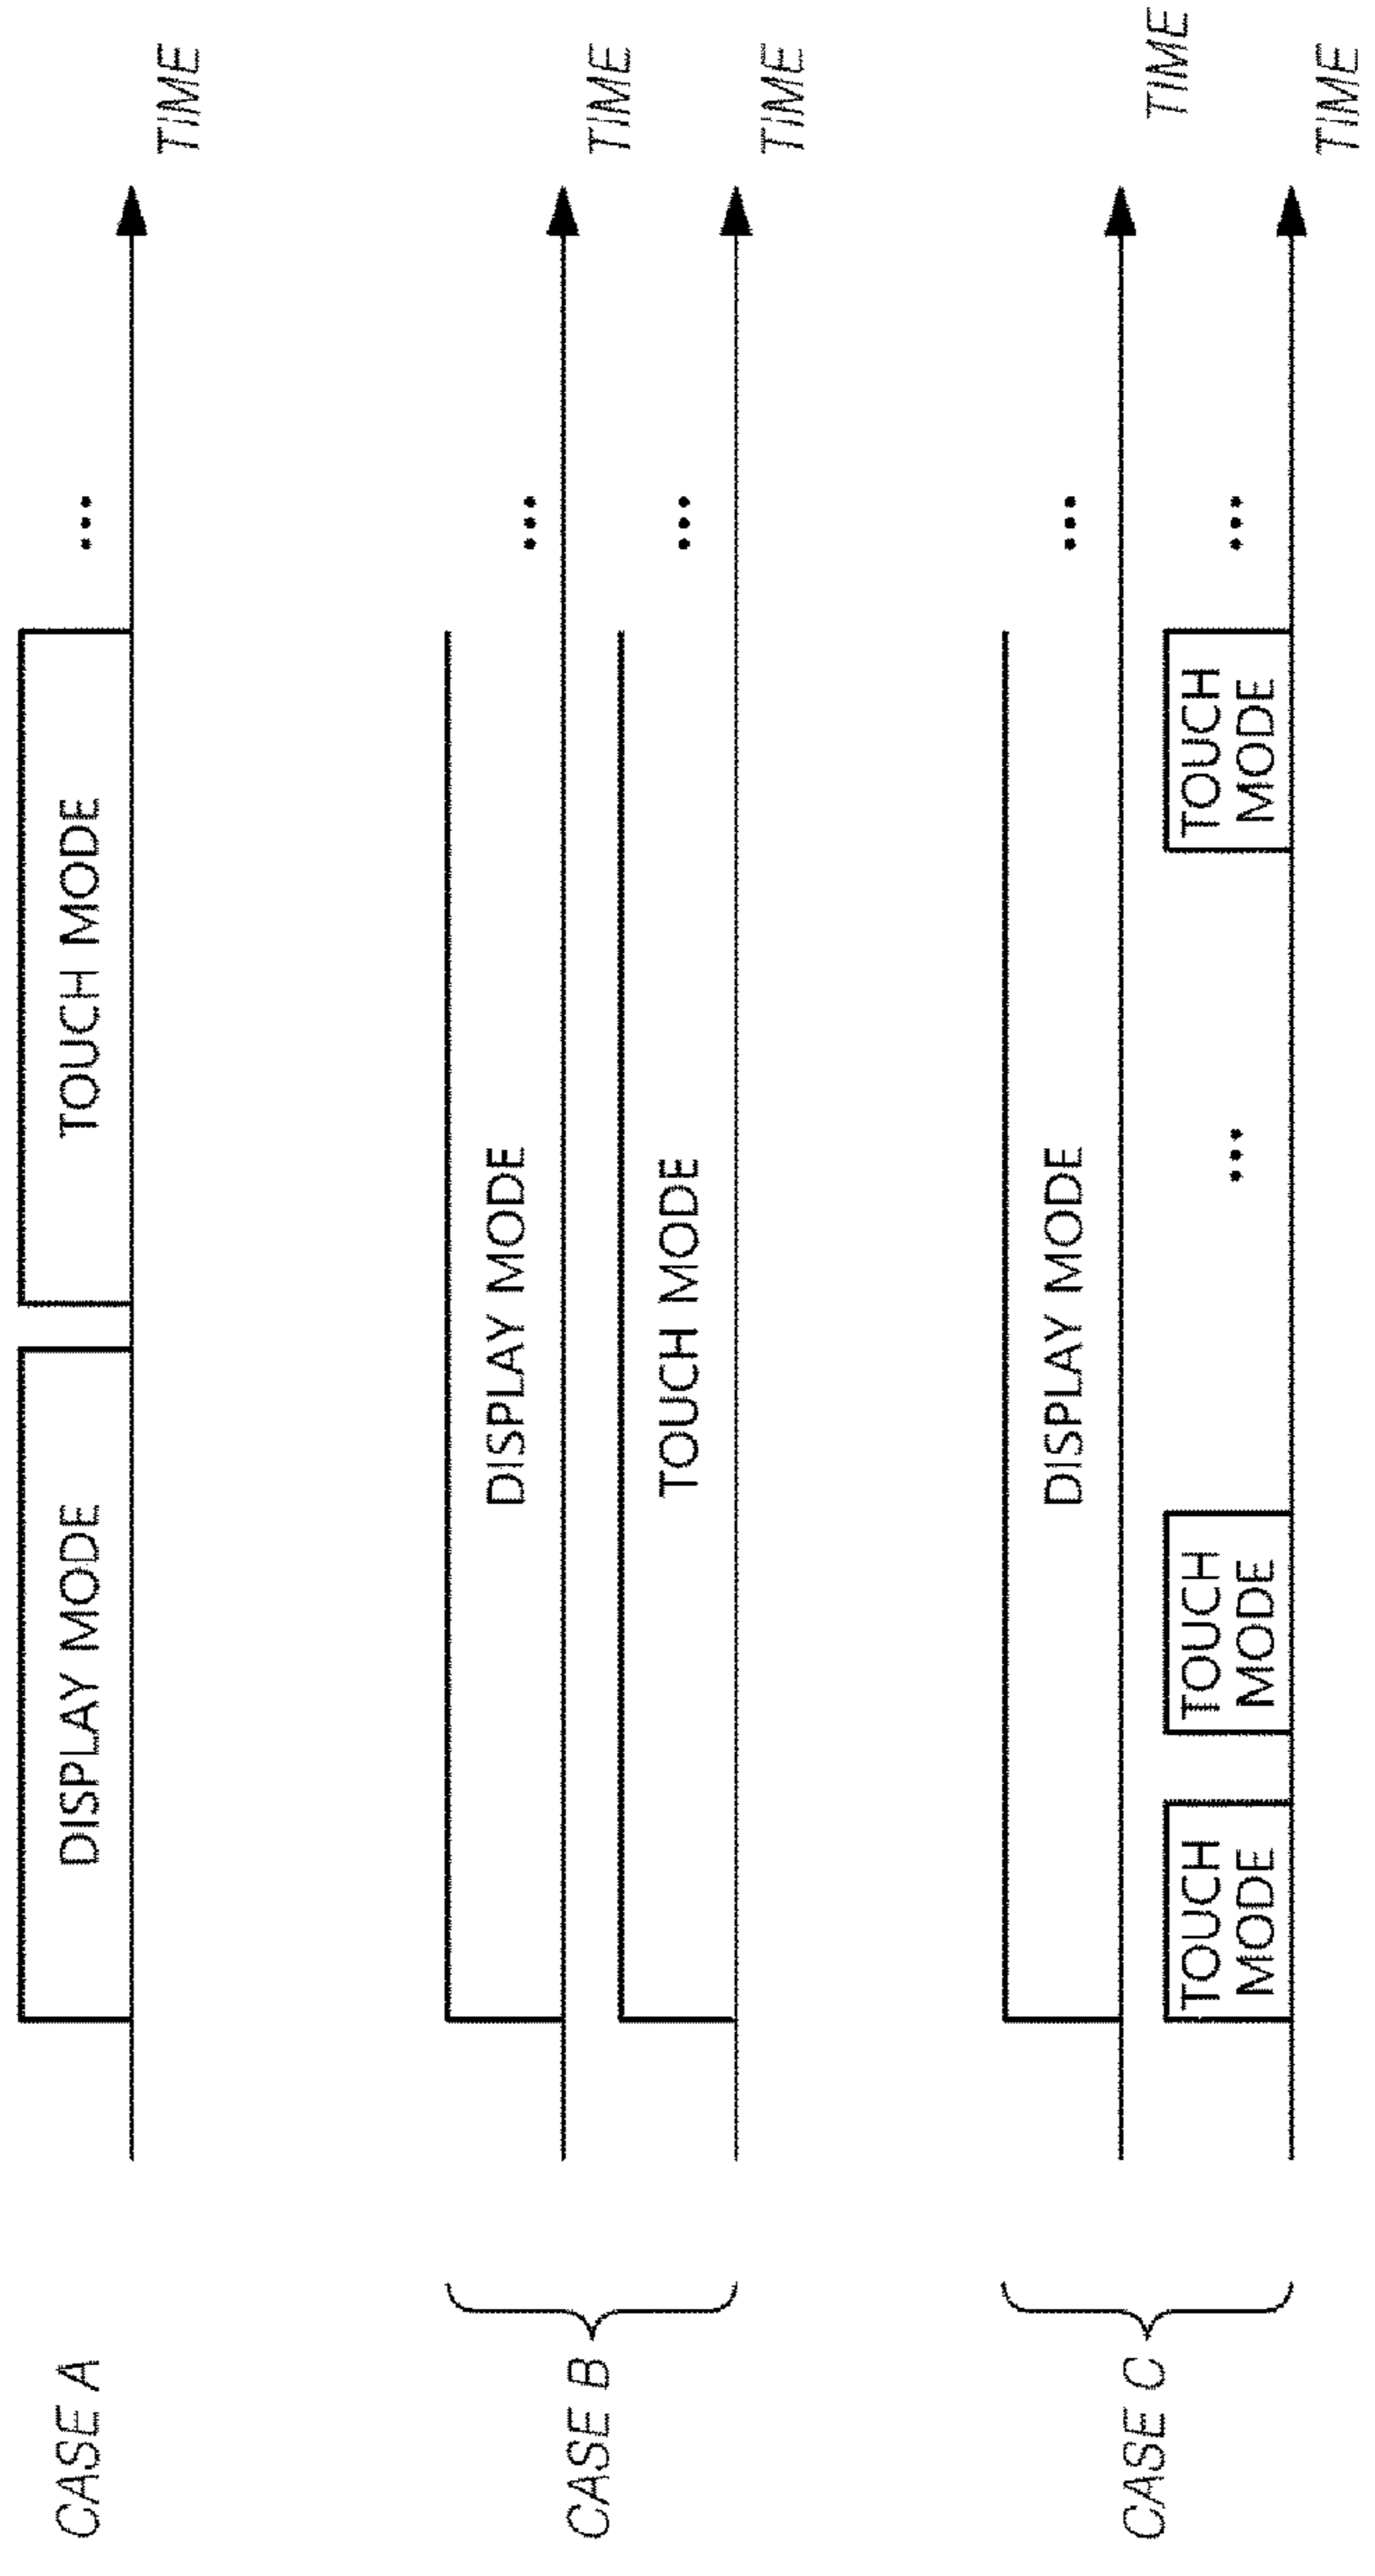 CASE A
DISPLAY MODE
TOUCH MODE
...
TIME
CASE B
DISPLAY MODE
...
TIME
TOUCH MODE
...
TIME
CASE C
DISPLAY MODE
...
TIME
TOUCH
MODE
TOUCH
MODE
...
TOUCH
MODE
...
TIME